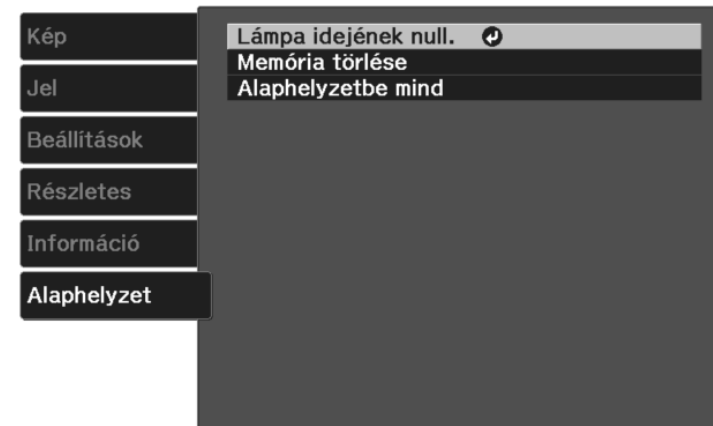 Kép
Jel
Beállítások
Részletes
Információ
Alaphelyzet
Lámpa idejének null.
Memória törlése
Alaphelyzetbe mind